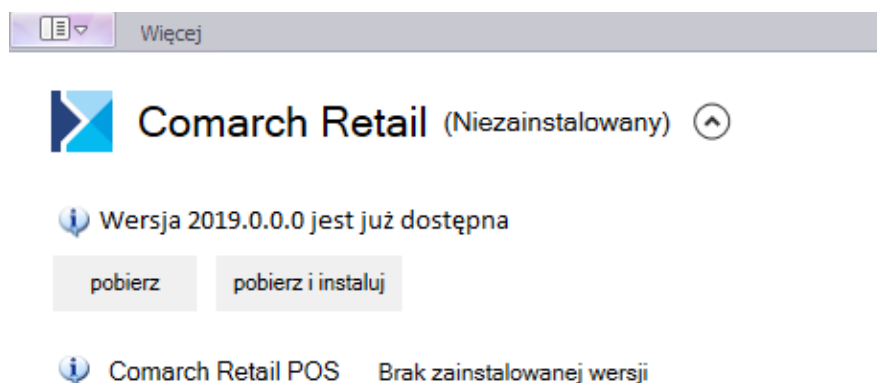 Więcej
Comarch Retail (Niezainstalowany)
Wersja 2019.0.0.0 jest już dostępna
pobierz pobierz i instaluj
Comarch Retail POS Brak zainstalowanej wersji